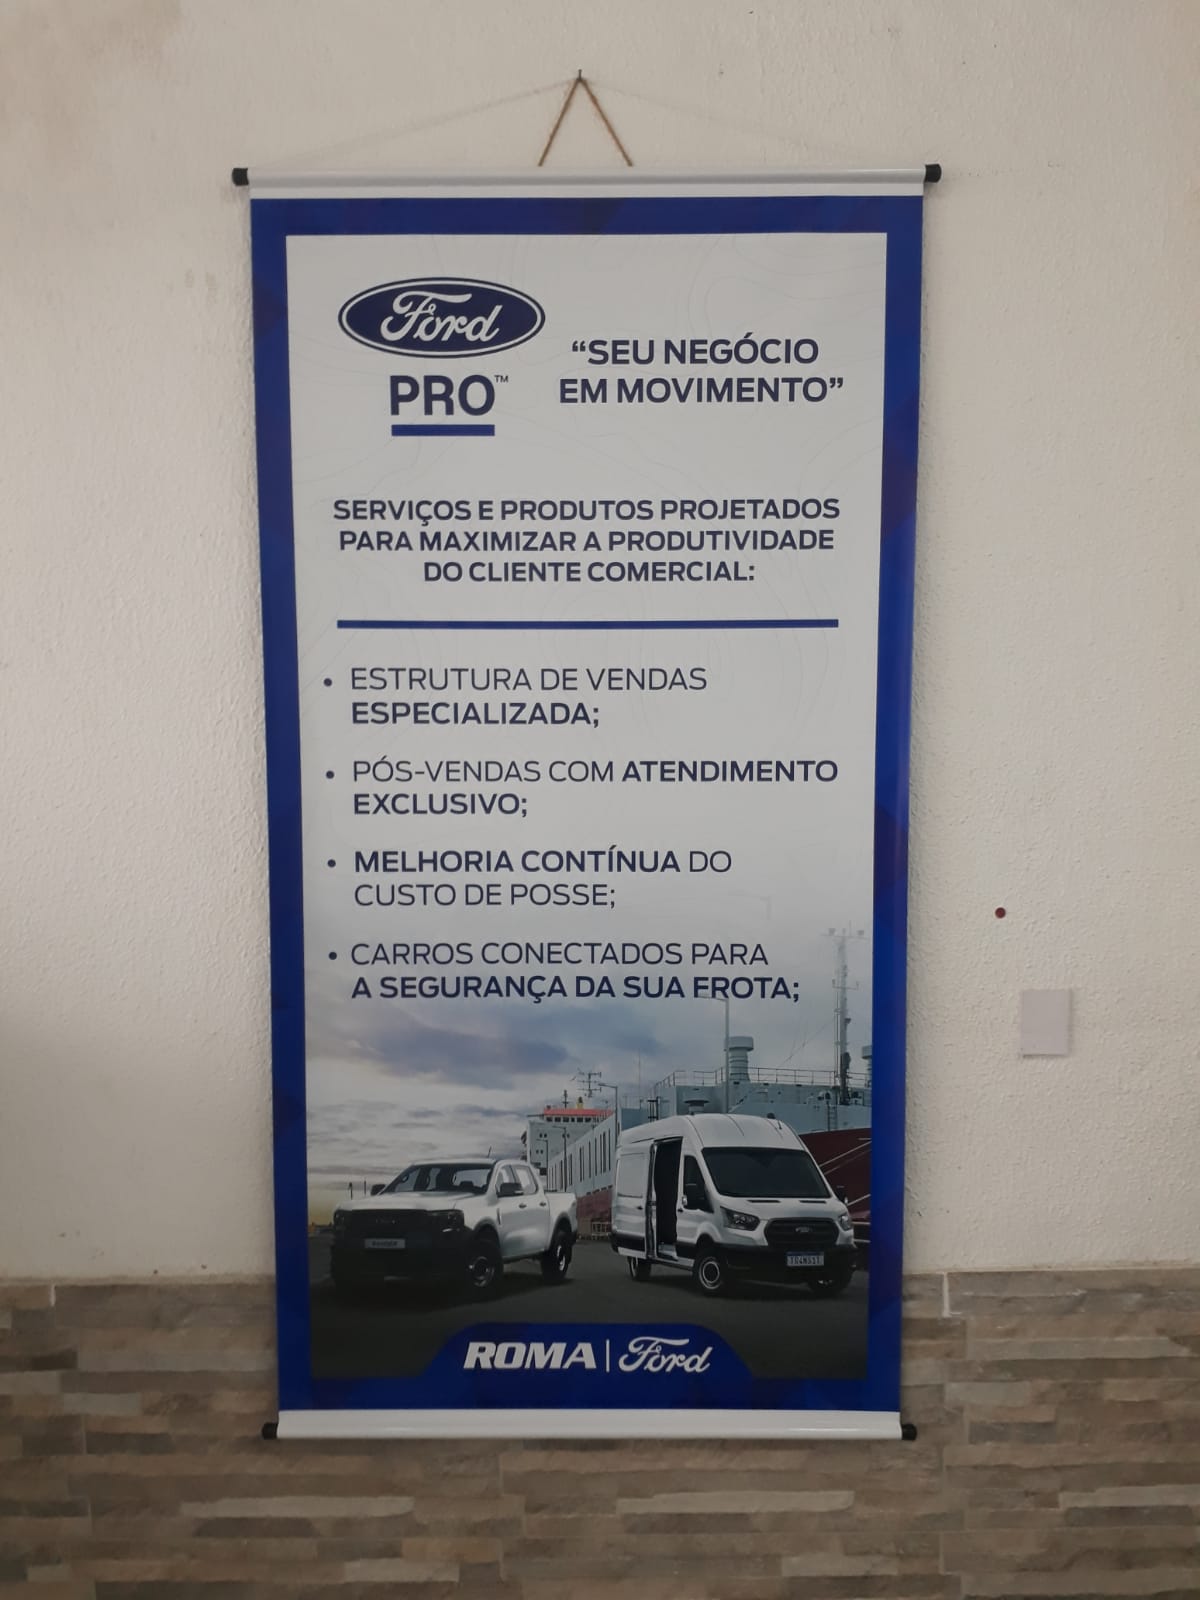 Ford
PRO™
“SEU NEGÓCIO
EM MOVIMENTO”
SERVIÇOS E PRODUTOS PROJETADOS
PARA MAXIMIZAR A PRODUTIVIDADE
DO CLIENTE COMERCIAL:
• ESTRUTURA DE VENDAS
ESPECIALIZADA;
• PÓS-VENDAS COM ATENDIMENTO
EXCLUSIVO;
• MELHORIA CONTÍNUA DO
CUSTO DE POSSE;
• CARROS CONECTADOS PARA
A SEGURANÇA DA SUA FROTA;
RANGER
TRANSIT
ROMA | Ford